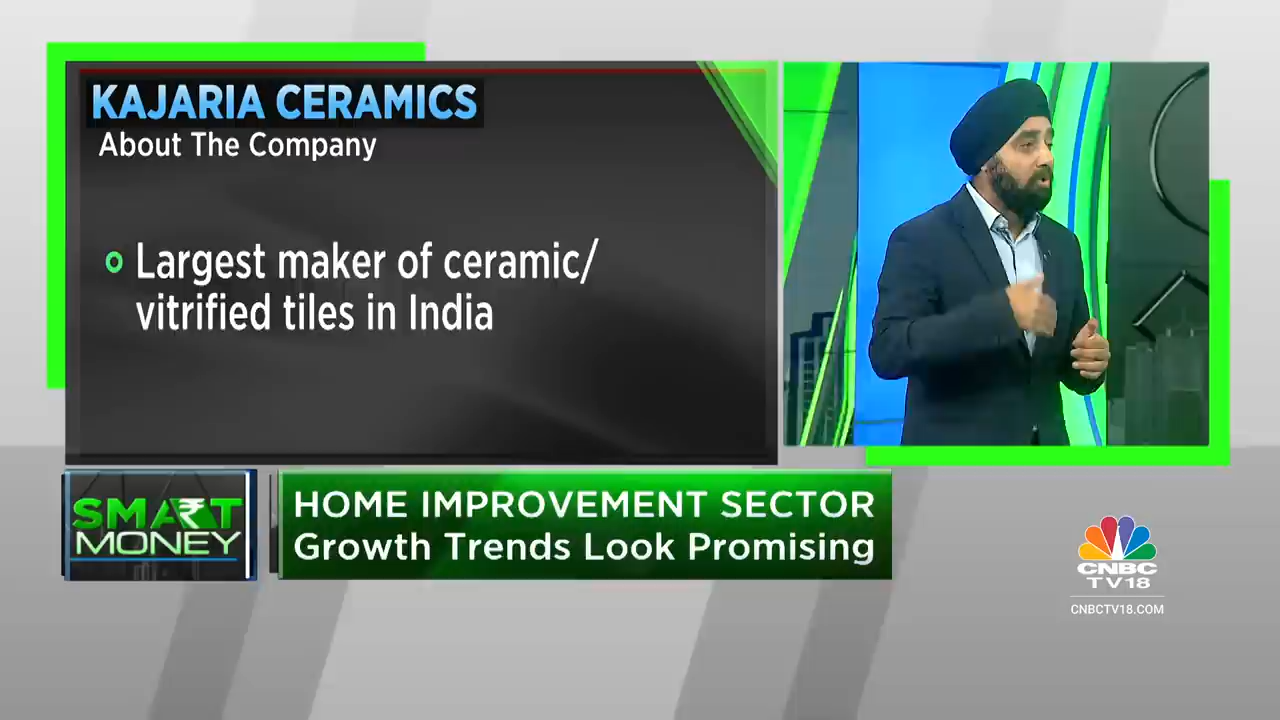 KAJARIA CERAMICS
About The Company
Largest maker of ceramic/
vitrified tiles in India
SMA₹T
MONEY
HOME IMPROVEMENT SECTOR
Growth Trends Look Promising
CNBC
TV18
CNBCTV18.COM